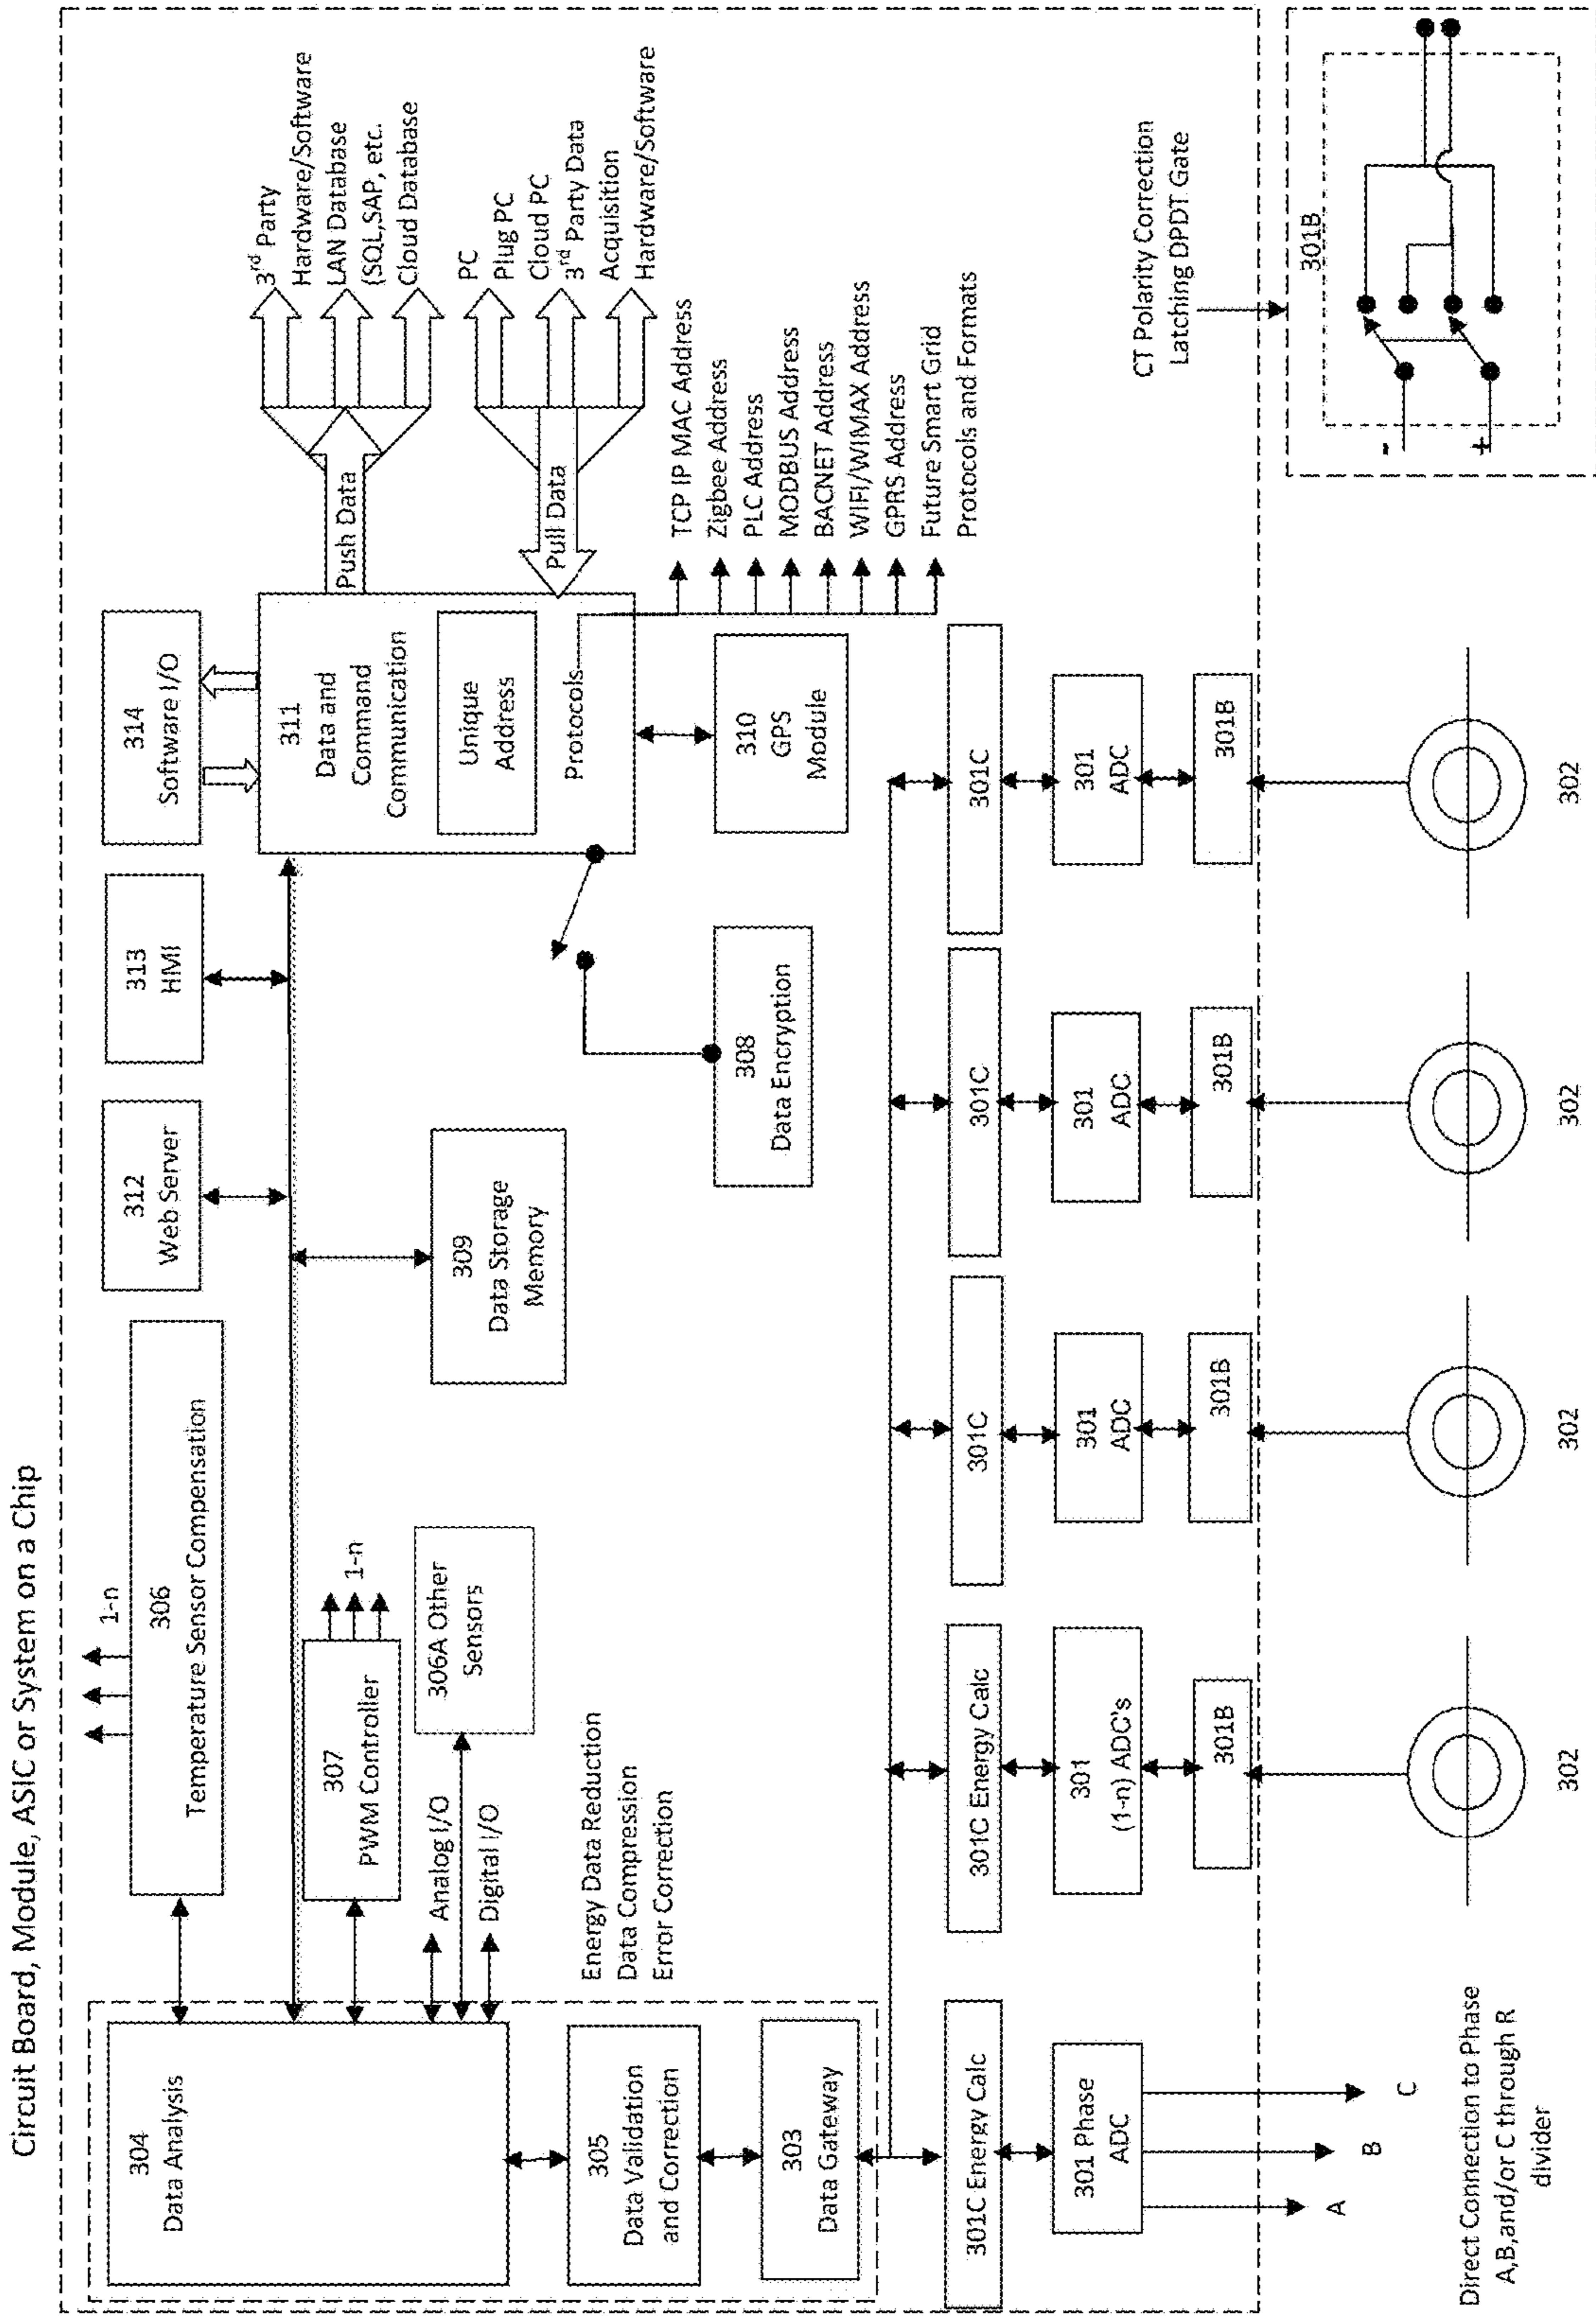 Circuit Board, Module, ASIC or System on a Chip
304
Data Analysis
305
Data Validation
and Correction
303
Data Gateway
1-n
306
Temperature Sensor Compensation
307
PWM Controller
1-n
Analog I/O
Digital I/O
306A Other
Sensors
Energy Data Reduction
Data Compression
Error Correction
312
Web Server
313
HMI
314
Software I/O
309
Data Storage
Memory
308
Data Encryption
311
Data and
Command
Communication
Unique
Address
Protocols
310
GPS
Module
Push Data
Pull Data
3rd Party
Hardware/Software
LAN Database
(SQL,SAP, etc.
Cloud Database
PC
Plug PC
Cloud PC
3rd Party Data
Acquisition
Hardware/Software
TCP IP MAC Address
Zigbee Address
PLC Address
MODBUS Address
BACNET Address
WIFI/WIMAX Address
GPRS Address
Future Smart Grid
Protocols and Formats
301C Energy Calc
301C Energy Calc
301C
301C
301C
301 Phase
ADC
301
(1-n) ADC's
301
ADC
301
ADC
301
ADC
301B
301B
301B
301B
A
B
C
Direct Connection to Phase
A,B,and/or C through R
divider
302
302
302
302
CT Polarity Correction
Latching DPDT Gate
301B
-
+